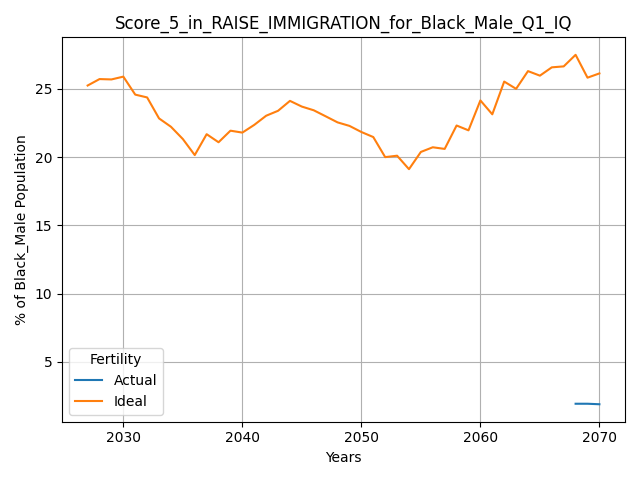 Score_5_in_RAISE_IMMIGRATION_for_Black_Male_Q1_IQ
% of Black_Male Population
25
20
15
10
5
Fertility
Actual
Ideal
2030
2040
2050
2060
2070
Years